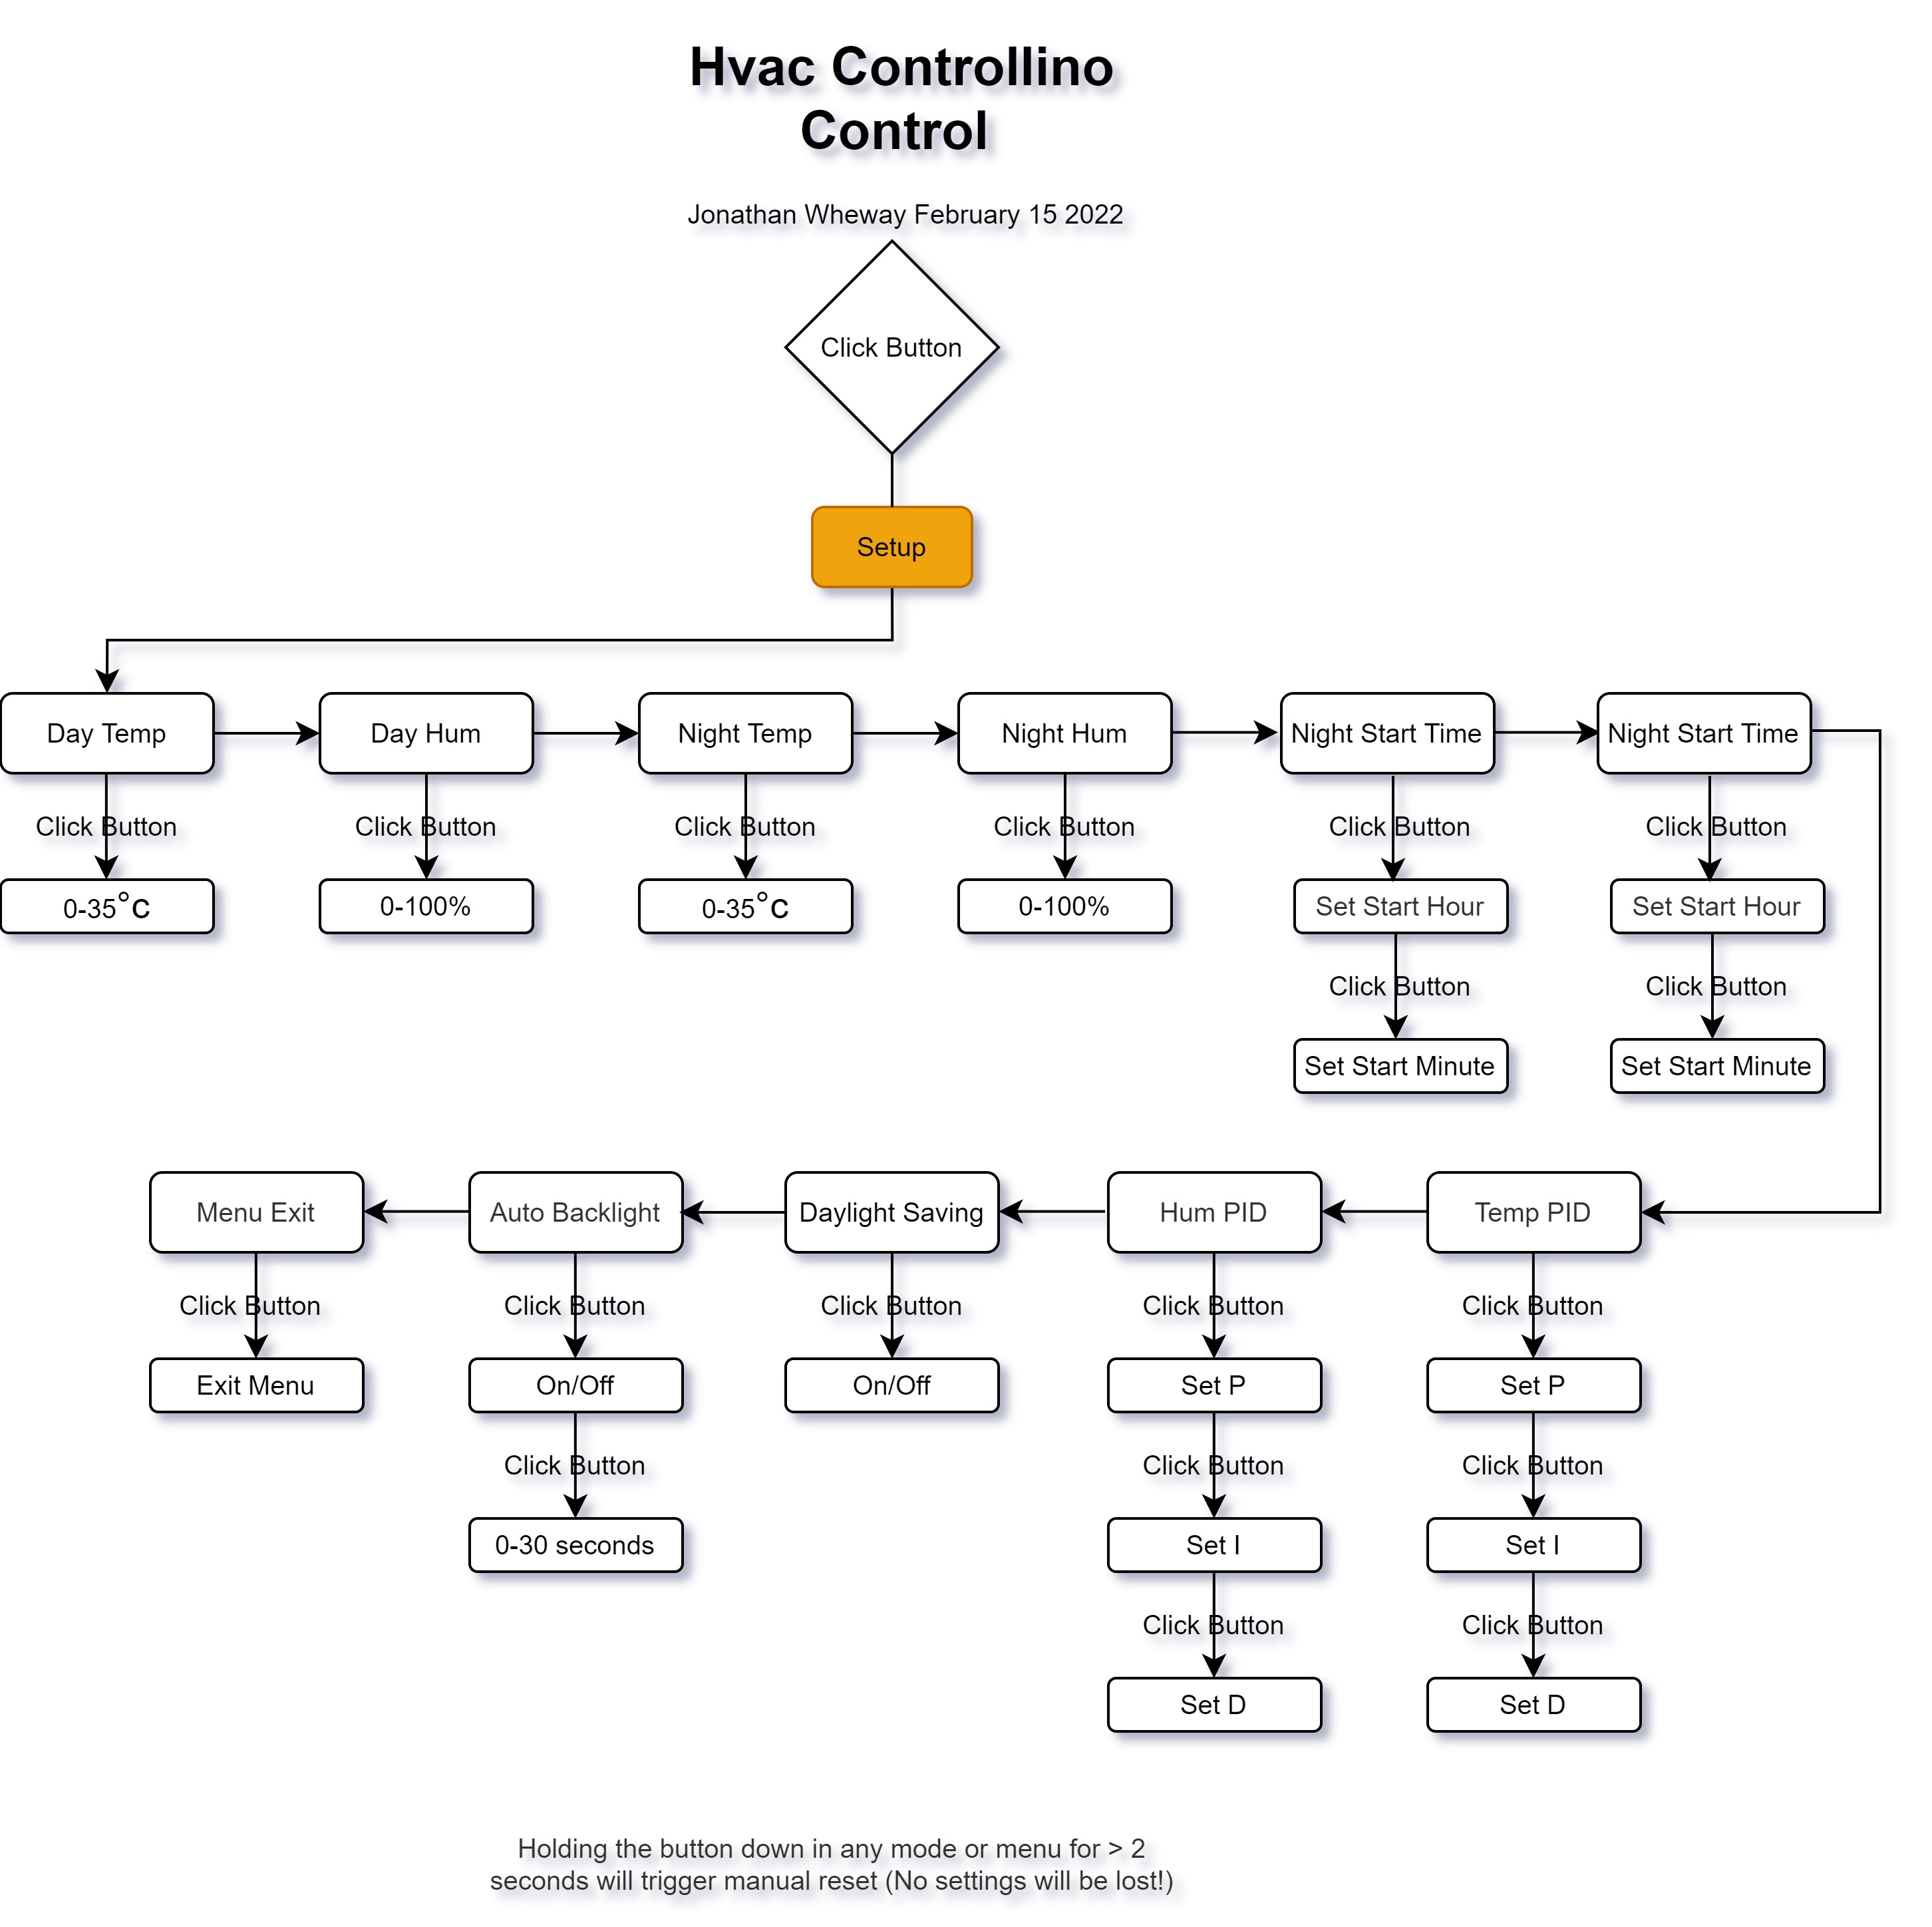 Hvac Controllino
Control
Jonathan Wheway February 15 2022
Click Button
Setup
Day Temp
Day Hum
Night Temp
Night Hum
Night Start Time
Night Start Time
Click Button
Click Button
Click Button
Click Button
Click Button
Click Button
0-35°c
0-100%
0-35°c
0-100%
Set Start Hour
Set Start Hour
Click Button
Click Button
Set Start Minute
Set Start Minute
Menu Exit
Auto Backlight
Daylight Saving
Hum PID
Temp PID
Click Button
Click Button
Click Button
Click Button
Click Button
Exit Menu
On/Off
On/Off
Set P
Set P
Click Button
Click Button
Click Button
0-30 seconds
Set I
Set I
Click Button
Click Button
Set D
Set D
Holding the button down in any mode or menu for > 2
seconds will trigger manual reset (No settings will be lost!)